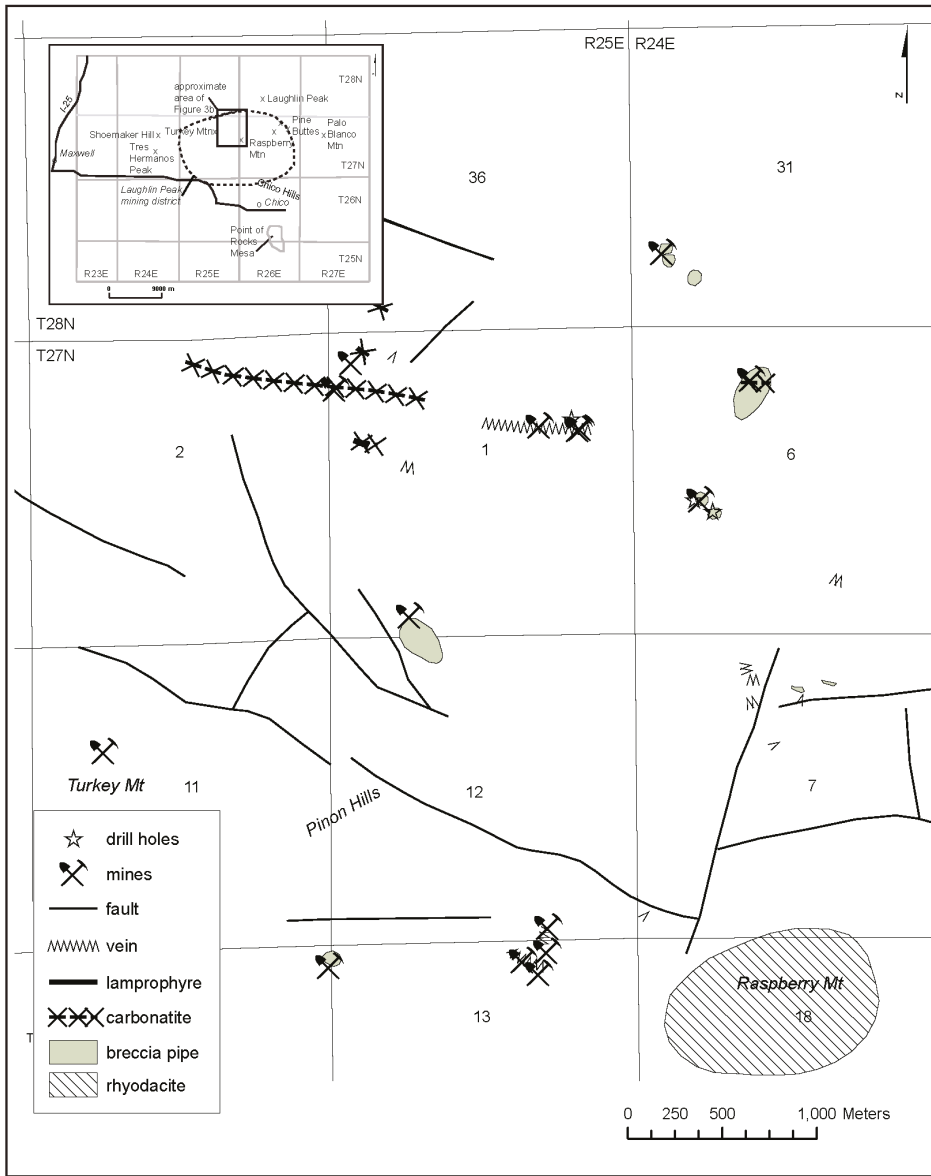 R25E R24E
N
T28N
I-25
approximate
area of
Figure 3b
Laughlin Peak
Shoemaker Hill
Turkey Mtn
Pine
Buttes
Palo
Blanco
Mtn
Raspberry
Mtn
Tres
Hermanos
Peak
Maxwell
T27N
Laughlin Peak
mining district
Chico Hills
Chico
T26N
Point of
Rocks
Mesa
T25N
R23E R24E R25E R26E R27E
0 9000 m
36
31
T28N
T27N
2
1
6
Turkey Mt
11
Pinon Hills
12
7
drill holes
mines
fault
vein
lamprophyre
carbonatite
breccia pipe
rhyodacite
T
13
Raspberry Mt
18
0 250 500 1,000 Meters